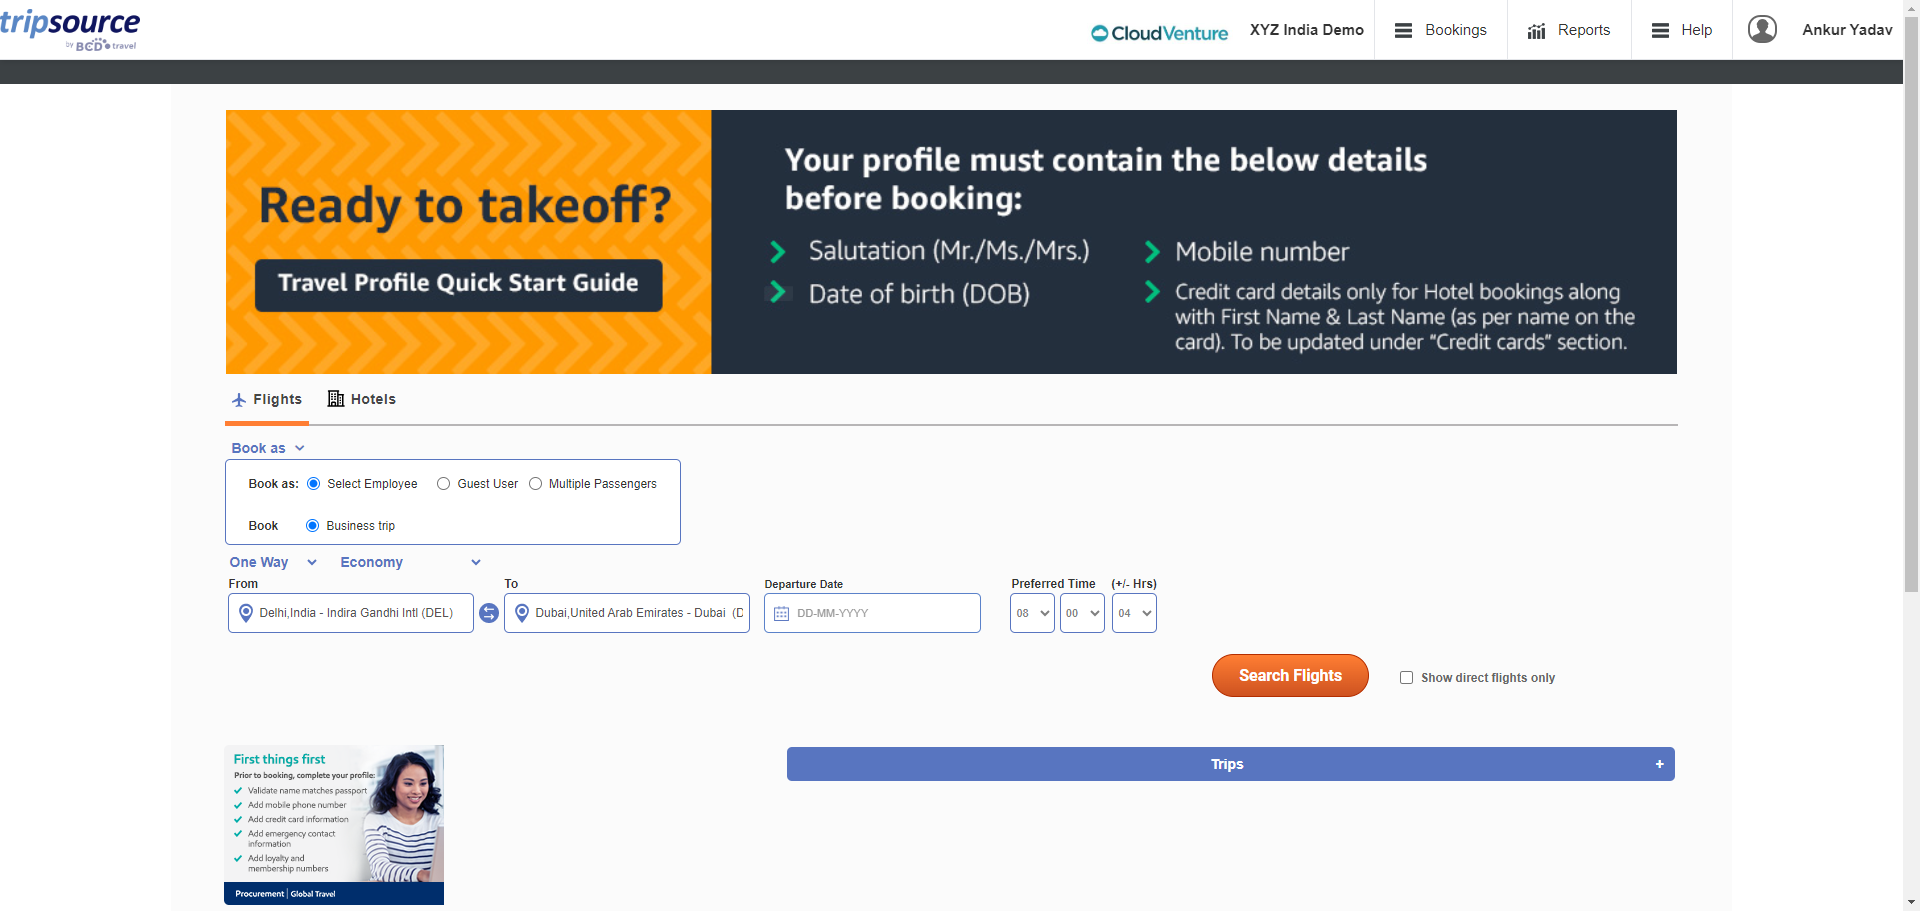 tripsource
by BCD travel
CloudVenture
XYZ India Demo
Bookings
Reports
Help
Ankur Yadav
Ready to takeoff?
Travel Profile Quick Start Guide
Your profile must contain the below details
before booking:
Salutation (Mr./Ms./Mrs.)
Date of birth (DOB)
Mobile number
Credit card details only for Hotel bookings along
with First Name & Last Name (as per name on the
card). To be updated under “Credit cards” section.
Flights
Hotels
Book as
Book as: Select Employee Guest User Multiple Passengers
Book Business trip
One Way Economy
From To Departure Date Preferred Time (+/- Hrs)
Delhi,India - Indira Gandhi Intl (DEL) Dubai,United Arab Emirates - Dubai (D DD-MM-YYYY 08 00 04
Search Flights Show direct flights only
First things first
Prior to booking, complete your profile:
Validate name matches passport
Add mobile phone number
Add credit card information
Add emergency contact
information
Add loyalty and
membership numbers
Procurement | Global Travel
Trips +